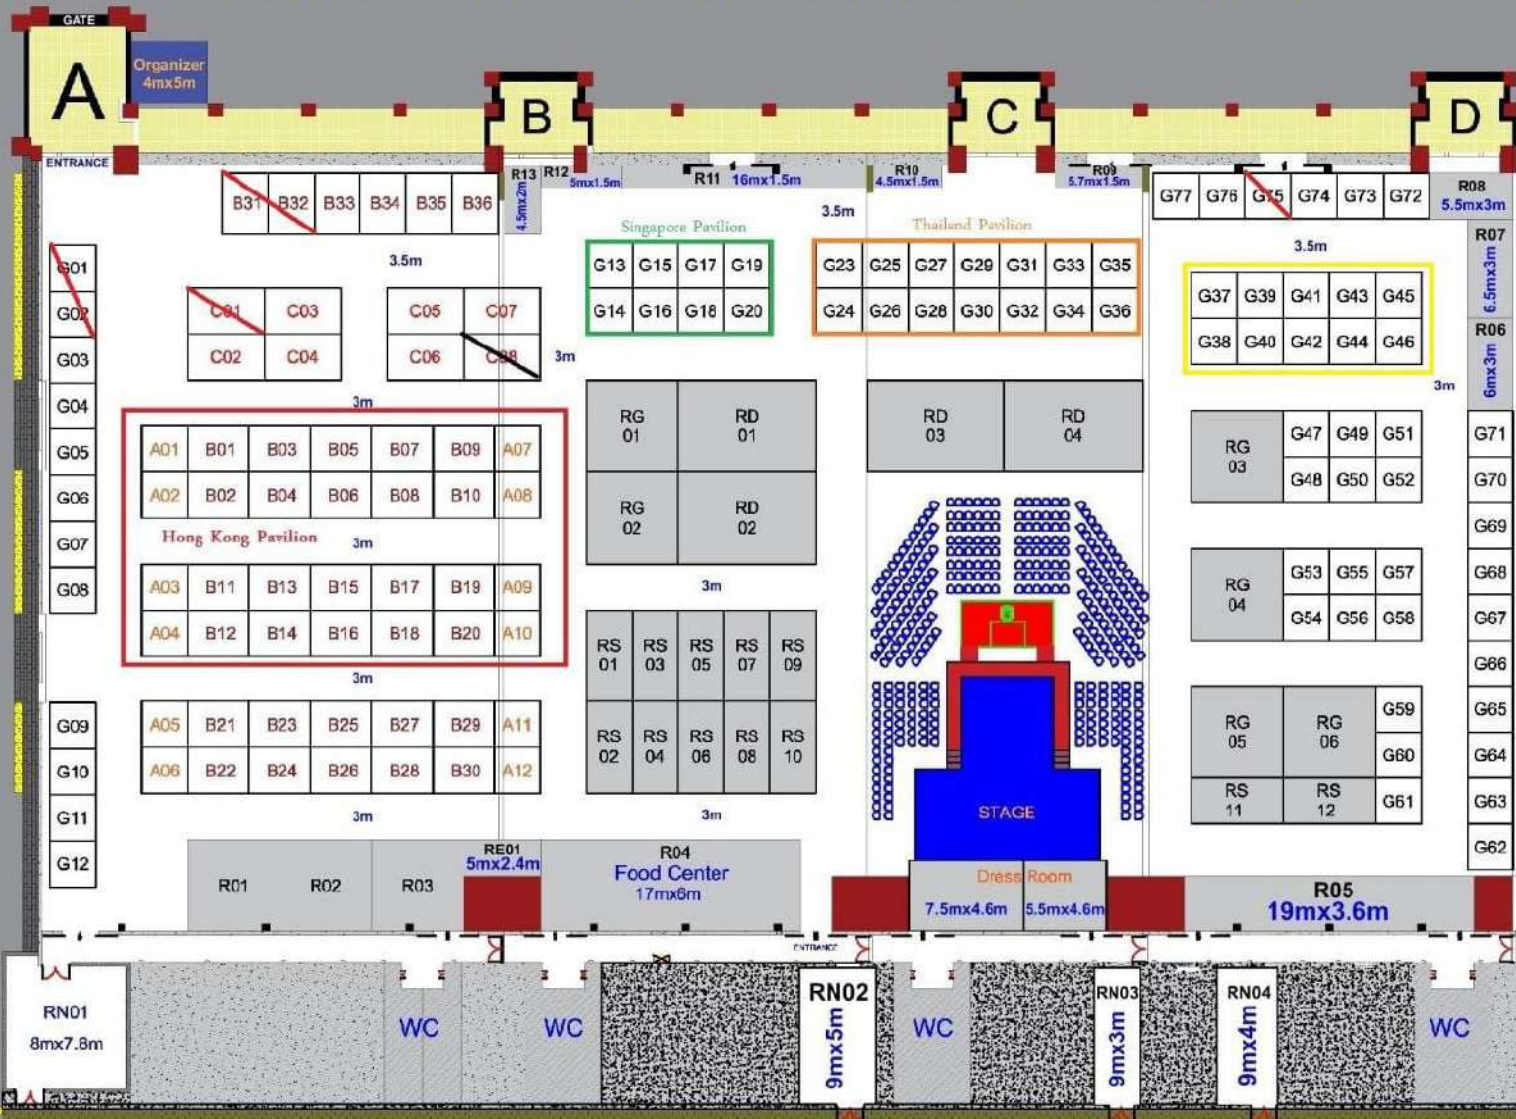 GATE
A
Organizer
4mx5m
B
C
D
ENTRANCE
R13
4.5mx2m
R12
5mx1.5m
R11 16mx1.5m
R10
4.5mx1.5m
R09
5.7mx1.5m
R08
5.5mx3m
B31 B32 B33 B34 B35 B36
G77 G76 G75 G74 G73 G72
3.5m
Singapore Pavilion
Thailand Pavilion
R07
6.5mx3m
3.5m
3.5m
G01
G02
G03
G04
G05
G06
G07
G08
G13 G15 G17 G19
G14 G16 G18 G20
G23 G25 G27 G29 G31 G33 G35
G24 G26 G28 G30 G32 G34 G36
G37 G39 G41 G43 G45
G38 G40 G42 G44 G46
C01 C03
C02 C04
C05 C07
C06 C08
3m
R06
6mx3m
3m
3m
A01 B01 B03 B05 B07 B09 A07
A02 B02 B04 B06 B08 B10 A08
Hong Kong Pavilion
3m
A03 B11 B13 B15 B17 B19 A09
A04 B12 B14 B16 B18 B20 A10
3m
RG
01
RD
01
RG
02
RD
02
RD
03
RD
04
3m
RG
03
G47 G49 G51
G48 G50 G52
RG
04
G53 G55 G57
G54 G56 G58
G71
G70
G69
G68
G67
G66
G65
G64
G63
G62
RS
01
RS
03
RS
05
RS
07
RS
09
RS
02
RS
04
RS
06
RS
08
RS
10
G09
G10
G11
G12
A05 B21 B23 B25 B27 B29 A11
A06 B22 B24 B26 B28 B30 A12
3m
3m
RG
05
RG
06
G59
G60
RS
11
RS
12
G61
STAGE
R01 R02 R03
RE01
5mx2.4m
R04
Food Center
17mx6m
Dress Room
7.5mx4.6m 5.5mx4.6m
R05
19mx3.6m
ENTRANCE
RN01
8mx7.8m
WC
WC
RN02
9mx5m
WC
RN03
9mx3m
RN04
9mx4m
WC